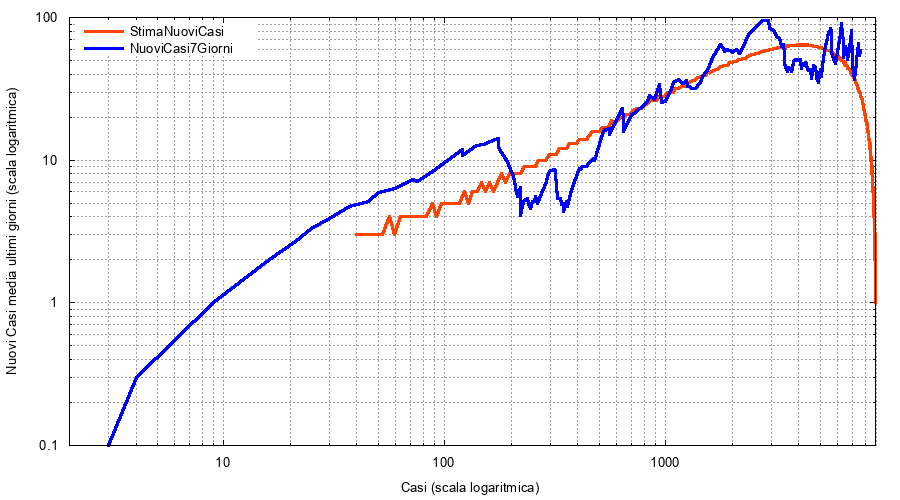 100
StimaNuoviCasi
NuoviCasi7Giorni
10
1
0.1
Nuovi Casi media ultimi giorni (scala logaritmica)
10
100
1000
Casi (scala logaritmica)